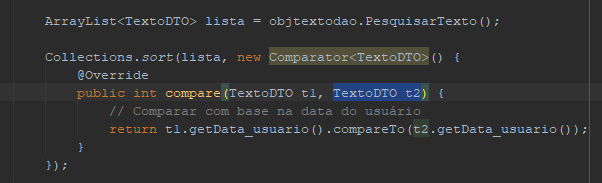 ArrayList<TextoDTO> lista = objtextodao.PesquisarTexto();
Collections.sort(lista, new Comparator<TextoDTO>() {
@Override
public int compare(TextoDTO t1, TextoDTO t2) {
// Comparar com base na data do usuário
return t1.getData_usuario().compareTo(t2.getData_usuario());
}
});